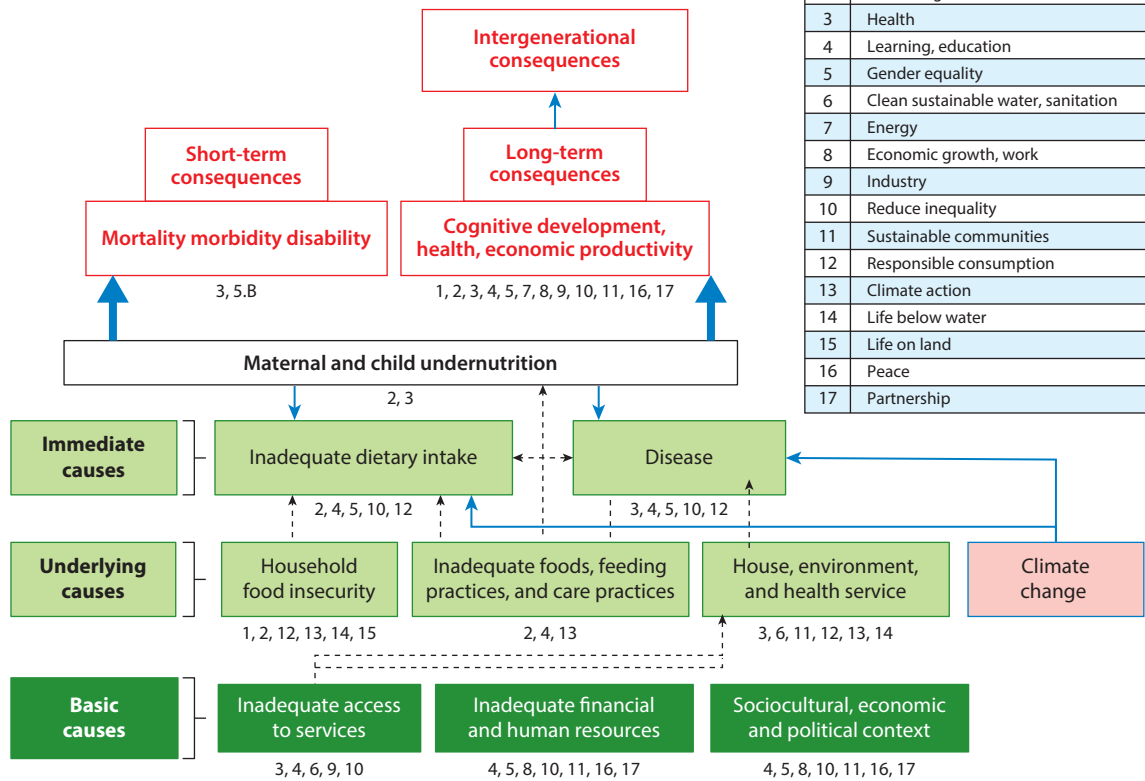 3 Health
4 Learning, education
5 Gender equality
6 Clean sustainable water, sanitation
7 Energy
8 Economic growth, work
9 Industry
10 Reduce inequality
11 Sustainable communities
12 Responsible consumption
13 Climate action
14 Life below water
15 Life on land
16 Peace
17 Partnership
Intergenerational
consequences
Short-term
consequences
Long-term
consequences
Mortality morbidity disability
Cognitive development,
health, economic productivity
3, 5.B
1, 2, 3, 4, 5, 7, 8, 9, 10, 11, 16, 17
Maternal and child undernutrition
2, 3
Immediate
causes
Inadequate dietary intake
Disease
2, 4, 5, 10, 12
3, 4, 5, 10, 12
Underlying
causes
Household
food insecurity
Inadequate foods, feeding
practices, and care practices
House, environment,
and health service
Climate
change
1, 2, 12, 13, 14, 15
2, 4, 13
3, 6, 11, 12, 13, 14
Basic
causes
Inadequate access
to services
Inadequate financial
and human resources
Sociocultural, economic
and political context
3, 4, 6, 9, 10
4, 5, 8, 10, 11, 16, 17
4, 5, 8, 10, 11, 16, 17